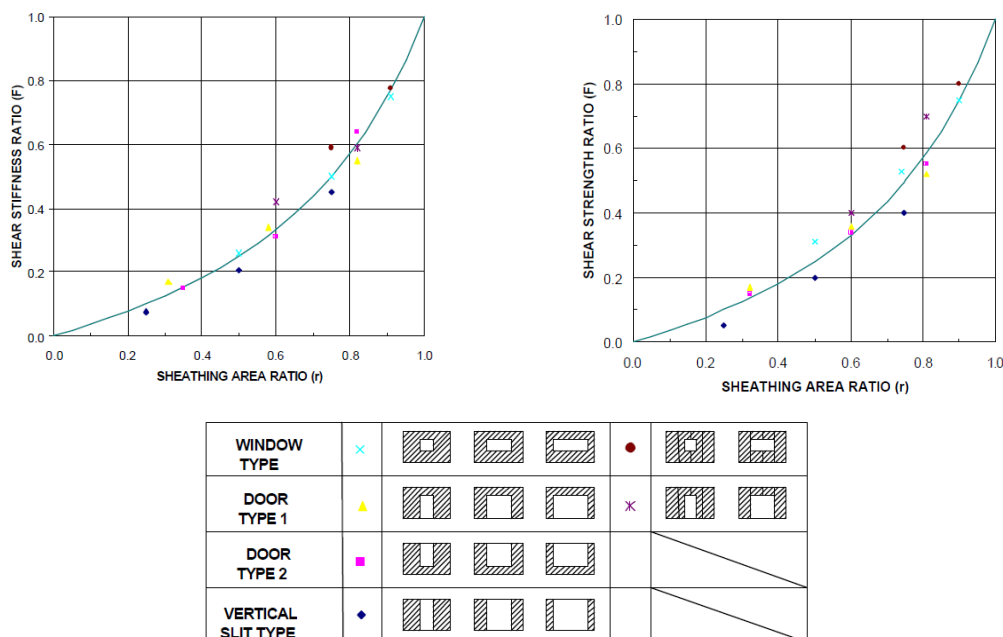 1.0
0.8
0.6
0.4
0.2
0.0
SHEAR STIFFNESS RATIO (F)
0.0 0.2 0.4 0.6 0.8 1.0
SHEATHING AREA RATIO (r)
1.0
0.8
0.6
0.4
0.2
0.0
SHEAR STRENGTH RATIO (F)
0.0 0.2 0.4 0.6 0.8 1.0
SHEATHING AREA RATIO (r)
WINDOW
TYPE
DOOR
TYPE 1
DOOR
TYPE 2
VERTICAL
SLIT TYPE